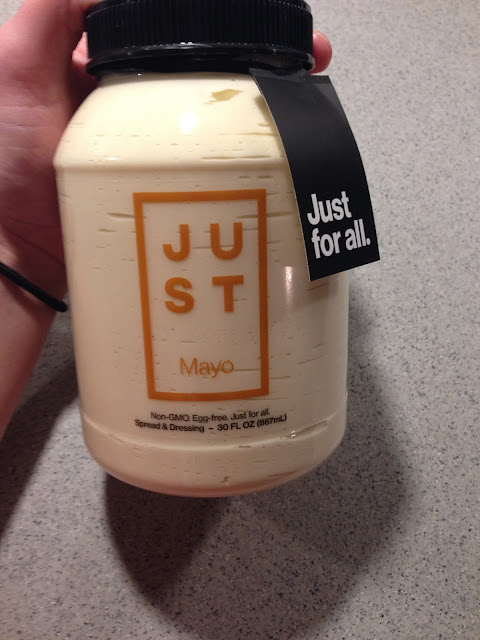 Just
for all.
JU
ST
Mayo
Non-GMO. Egg-free. Just for all.
Spread & Dressing – 30 FL OZ (887mL)